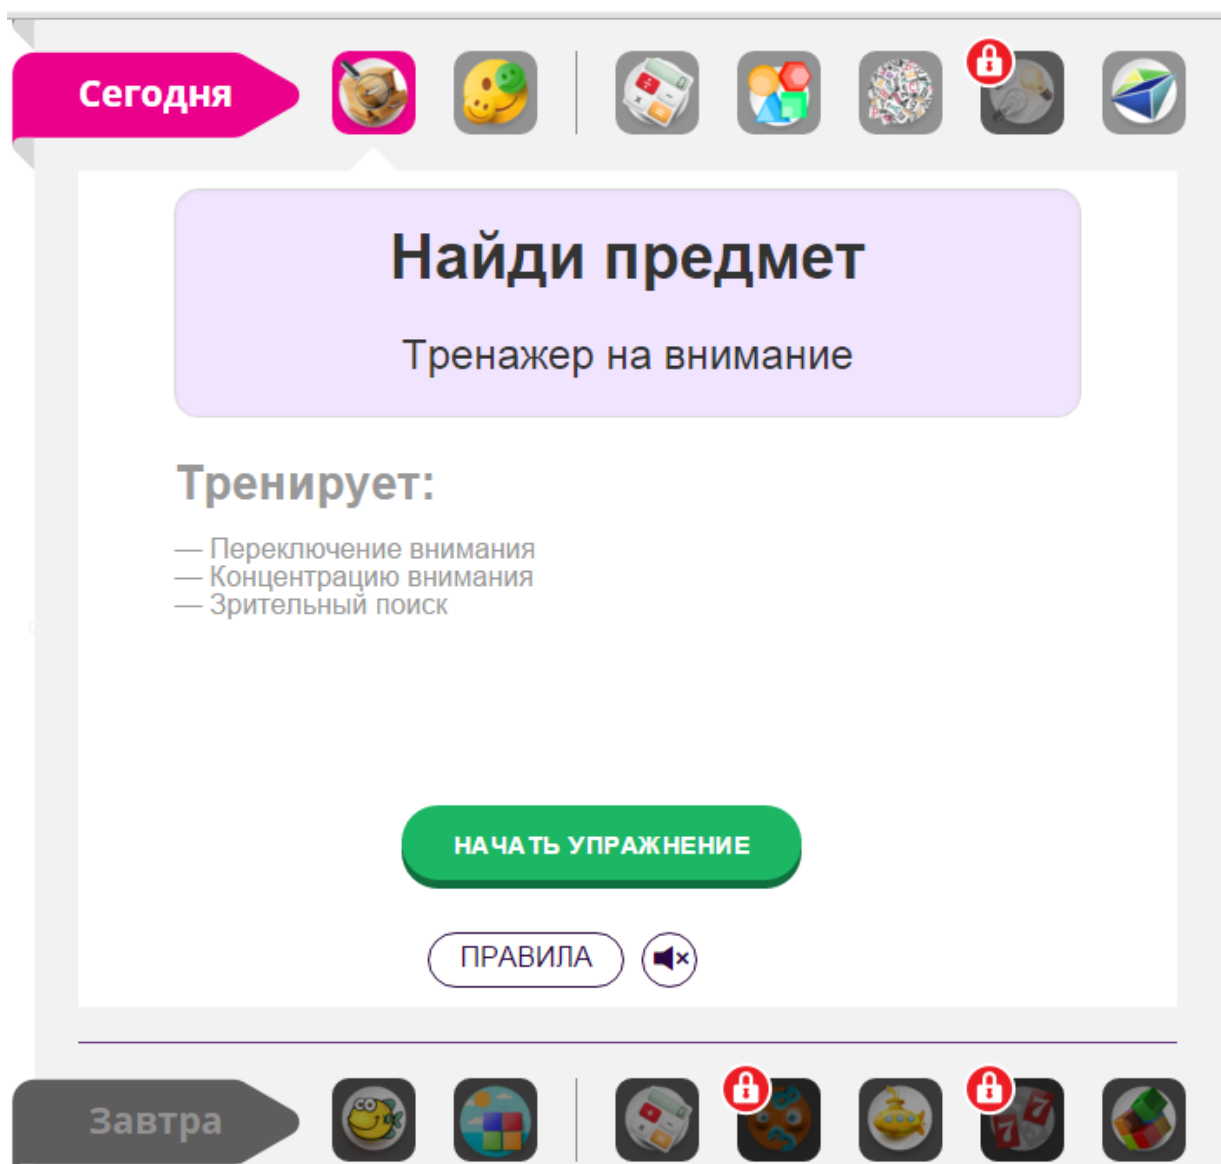 Сегодня
Найди предмет
Тренажер на внимание
Тренирует:
— Переключение внимания
— Концентрацию внимания
— Зрительный поиск
НАЧАТЬ УПРАЖНЕНИЕ
ПРАВИЛА
Завтра